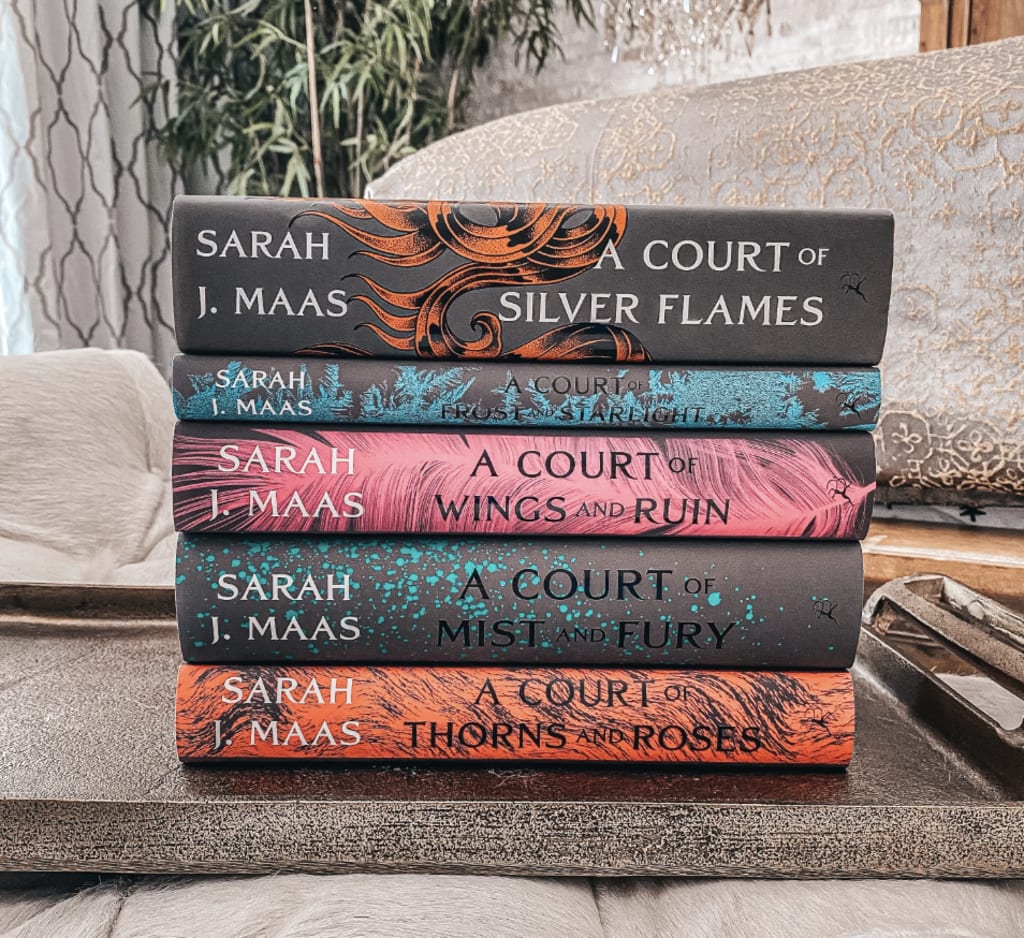 SARAH
J. MAAS
A COURT OF
SILVER FLAMES
SARAH
J. MAAS
A COURT OF
FROST AND STARLIGHT
SARAH
J. MAAS
A COURT OF
WINGS AND RUIN
SARAH
J. MAAS
A COURT OF
MIST AND FURY
SARAH
J. MAAS
A COURT OF
THORNS AND ROSES